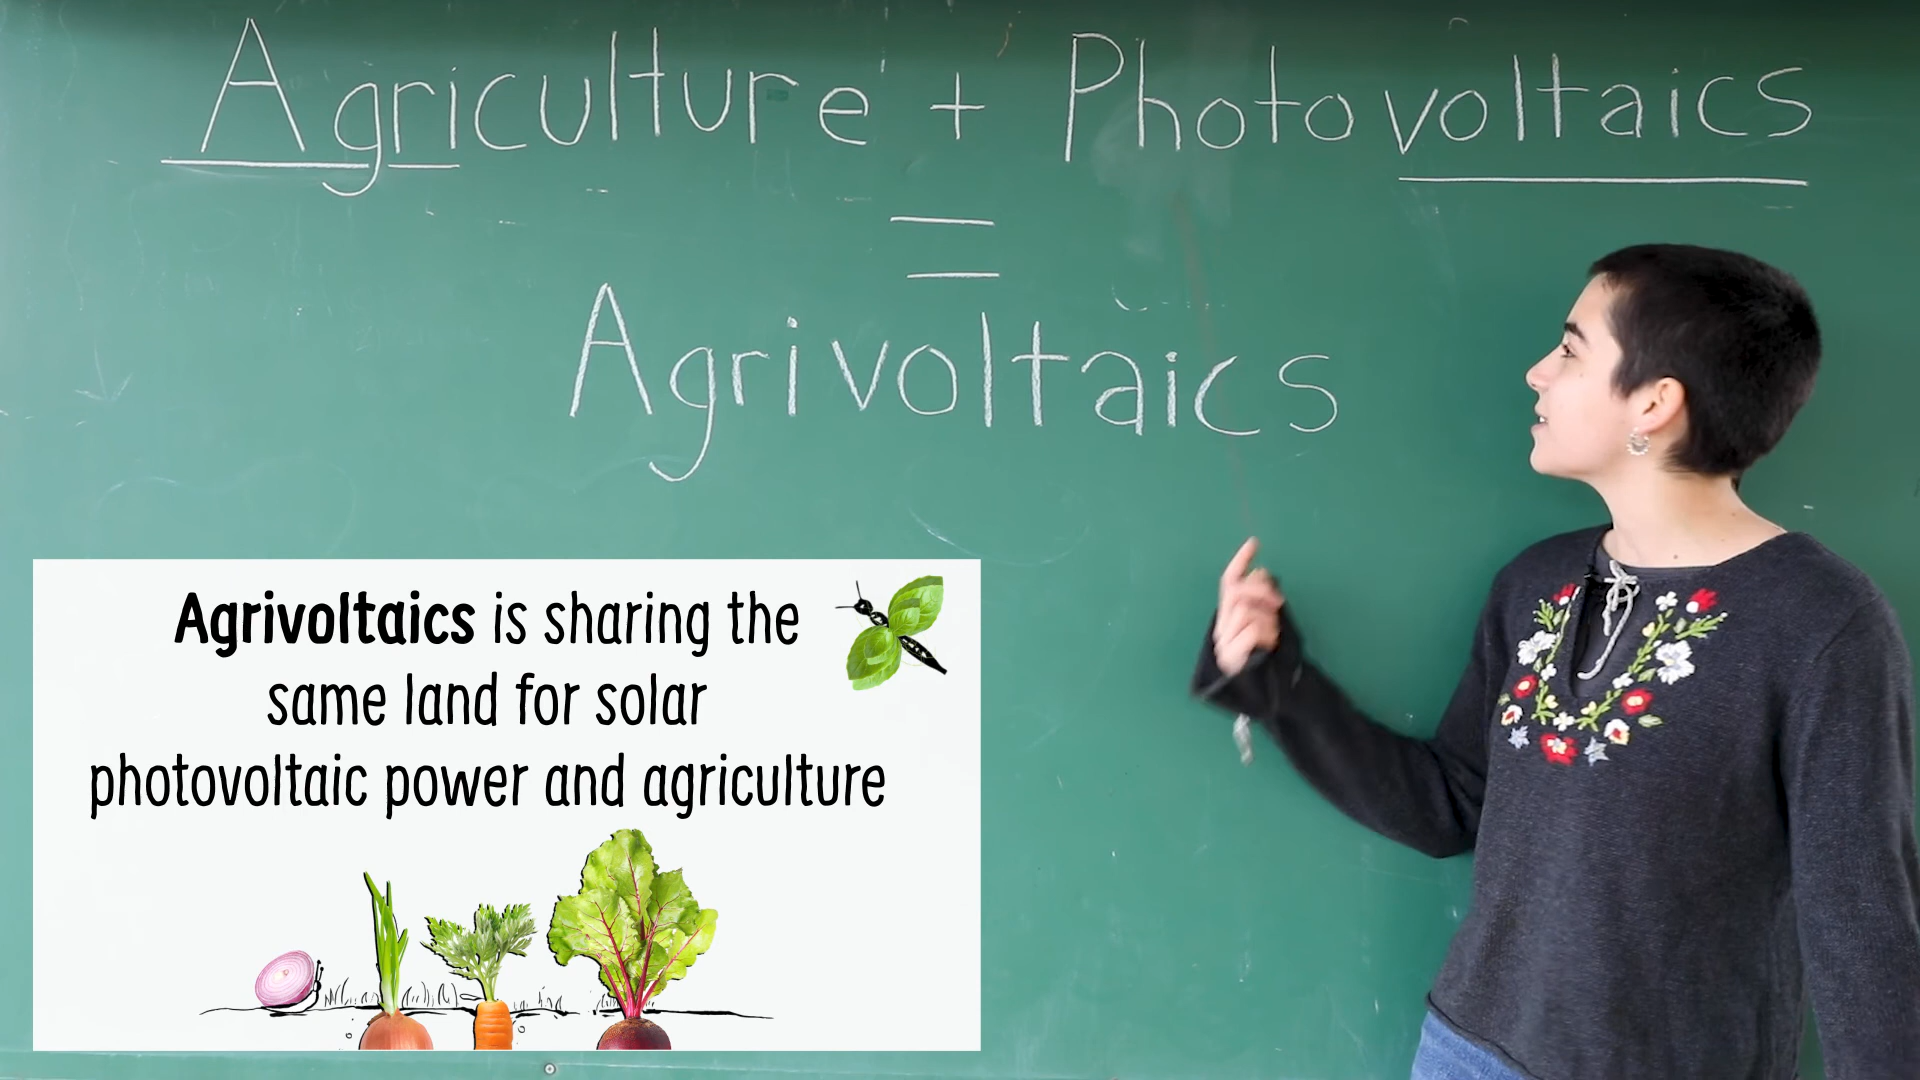 Agriculture + Photovoltaics
=
Agrivoltaics
Agrivoltaics is sharing the
same land for solar
photovoltaic power and agriculture